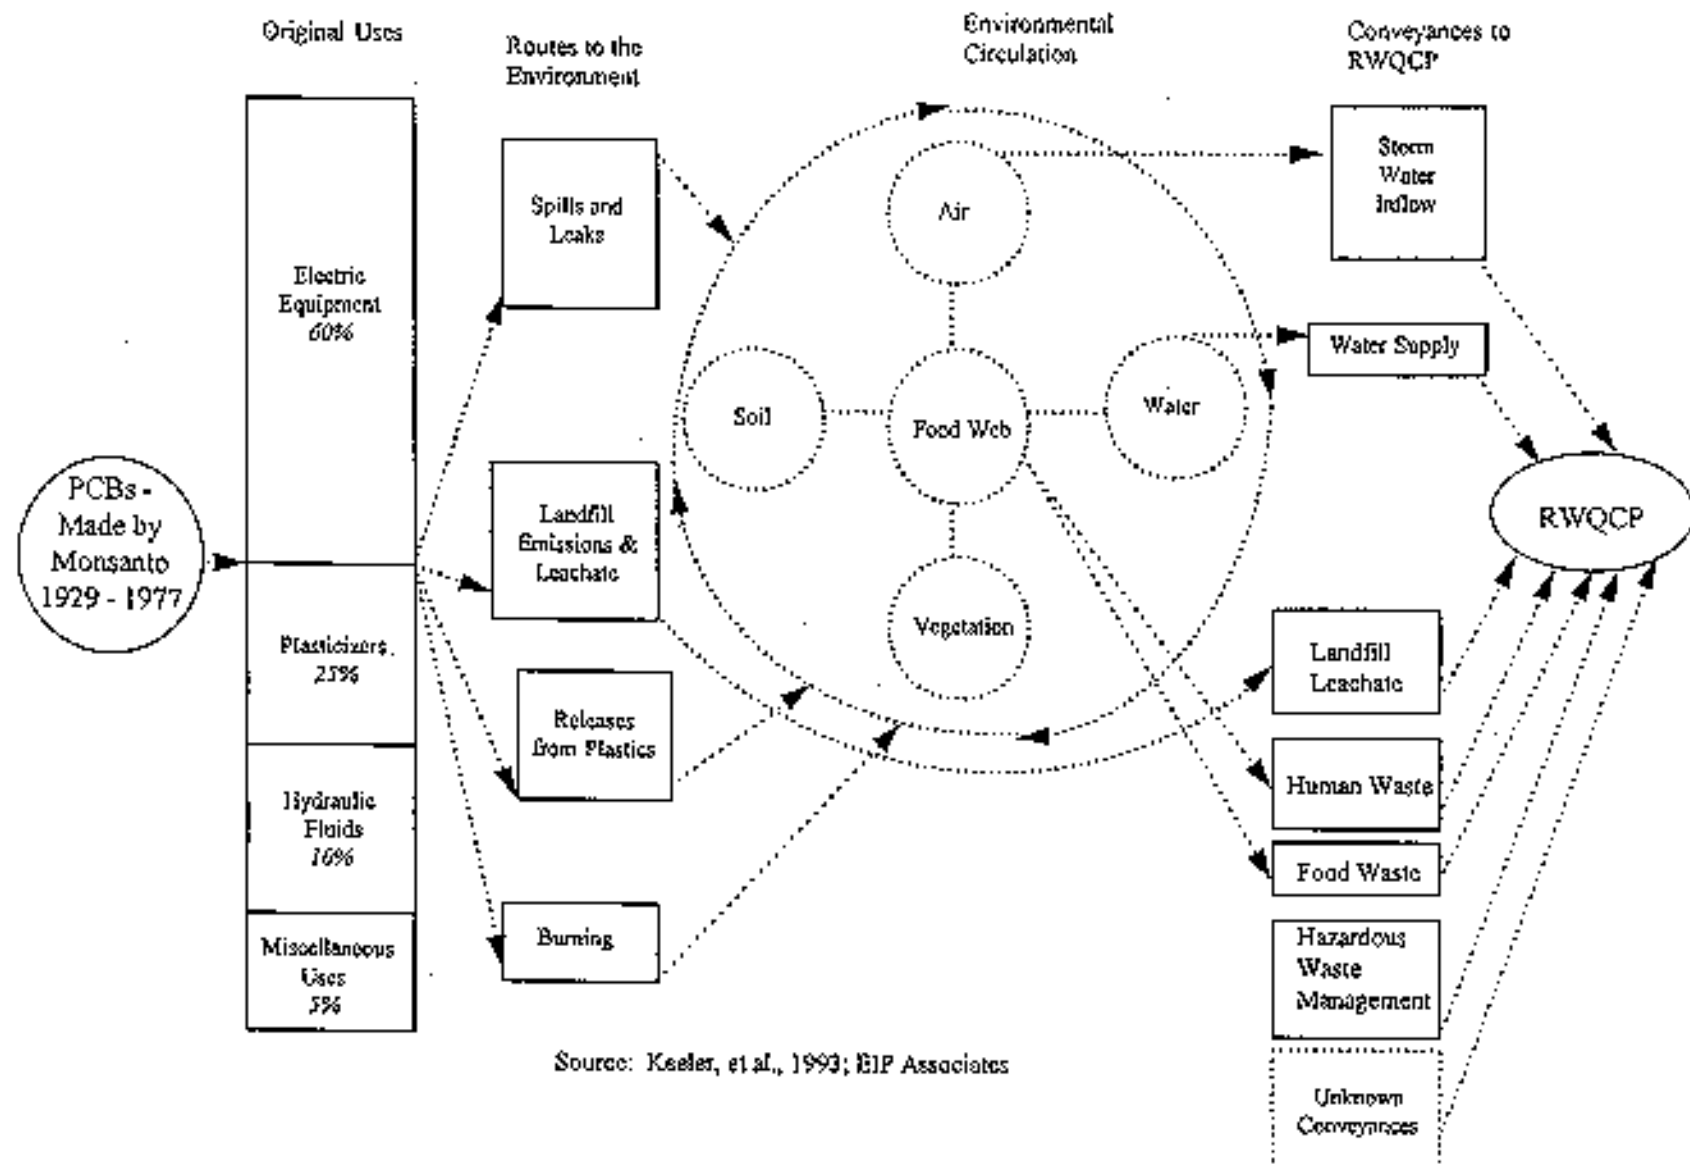 Original Uses
Routes to the
Environment
Environmental
Circulation
Conveyances to
RWQCP
PCBs -
Made by
Monsanto
1929 - 1977
Electric
Equipment
60%
Plasticizers
25%
Hydraulic
Fluids
10%
Miscellaneous
Uses
5%
Spills and
Leaks
Landfill
Emissions &
Leachate
Releases
from Plastics
Burning
Air
Soil
Food Web
Water
Vegetation
Storm
Water
Inflow
Water Supply
RWQCP
Landfill
Leachate
Human Waste
Food Waste
Hazardous
Waste
Management
Unknown
Conveyances
Source: Keeler, et al., 1993; EIP Associates